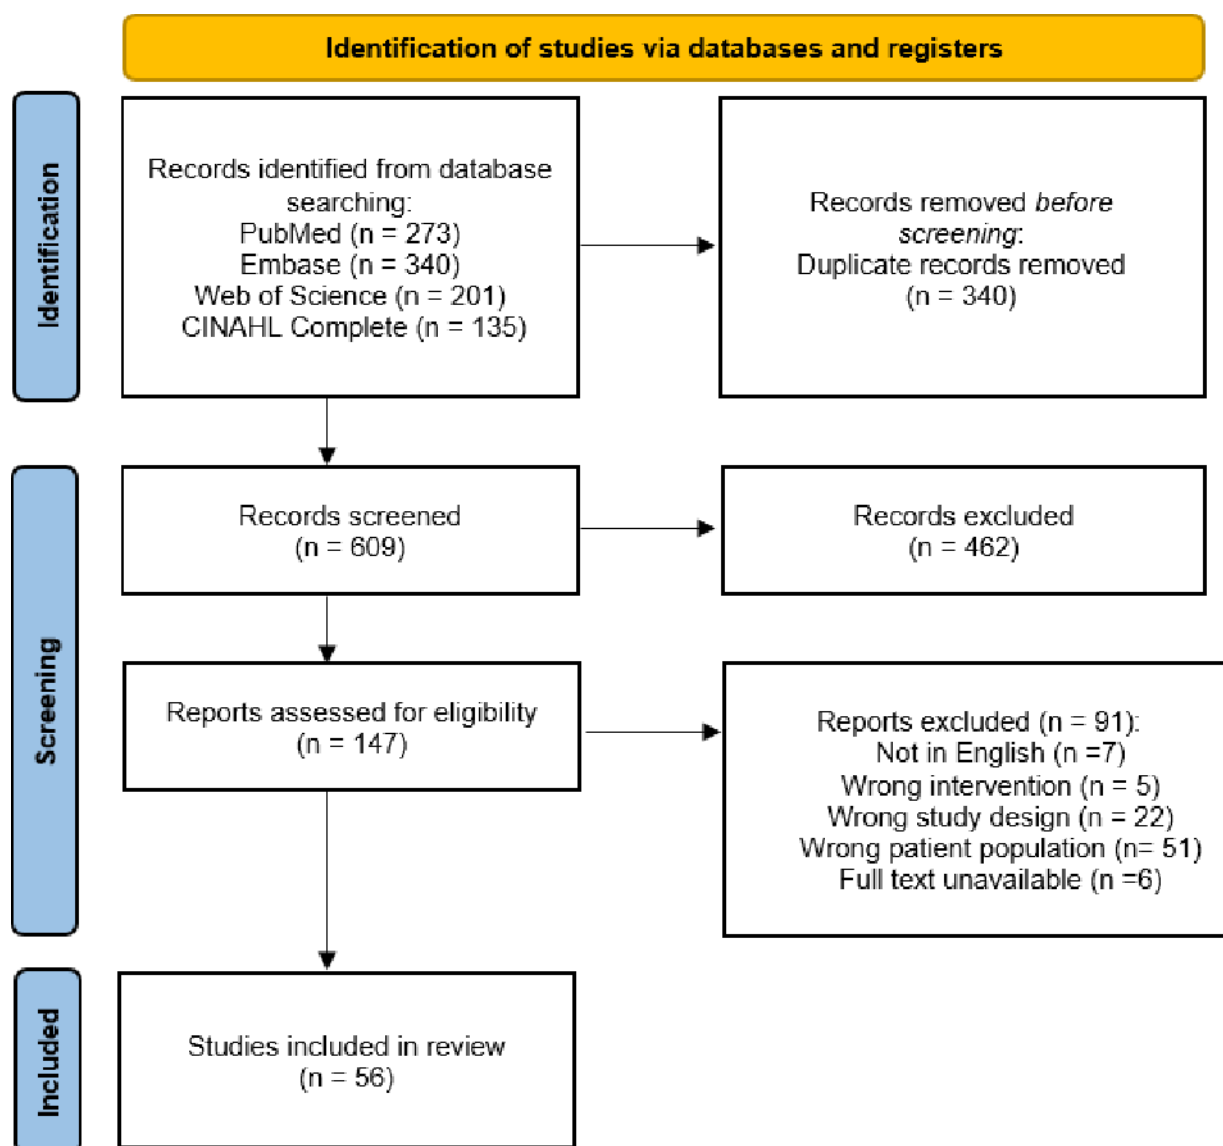 Identification of studies via databases and registers
Identification
Records identified from database
searching:
PubMed (n = 273)
Embase (n = 340)
Web of Science (n = 201)
CINAHL Complete (n = 135)
Records removed before
screening:
Duplicate records removed
(n = 340)
Screening
Records screened
(n = 609)
Records excluded
(n = 462)
Reports assessed for eligibility
(n = 147)
Reports excluded (n = 91):
Not in English (n =7)
Wrong intervention (n = 5)
Wrong study design (n = 22)
Wrong patient population (n= 51)
Full text unavailable (n =6)
Included
Studies included in review
(n = 56)